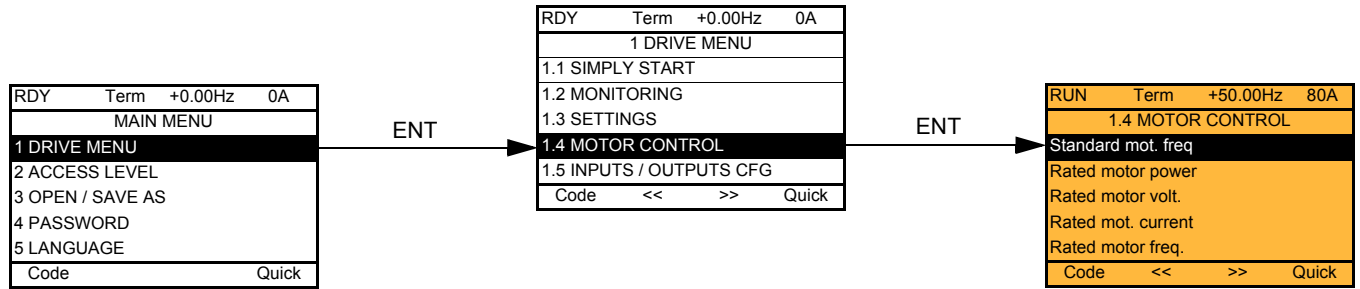 RDY Term +0.00Hz 0A
MAIN MENU
1 DRIVE MENU
2 ACCESS LEVEL
3 OPEN / SAVE AS
4 PASSWORD
5 LANGUAGE
Code Quick
ENT
RDY Term +0.00Hz 0A
1 DRIVE MENU
1.1 SIMPLY START
1.2 MONITORING
1.3 SETTINGS
1.4 MOTOR CONTROL
1.5 INPUTS / OUTPUTS CFG
Code << >> Quick
ENT
RUN Term +50.00Hz 80A
1.4 MOTOR CONTROL
Standard mot. freq
Rated motor power
Rated motor volt.
Rated mot. current
Rated motor freq.
Code << >> Quick